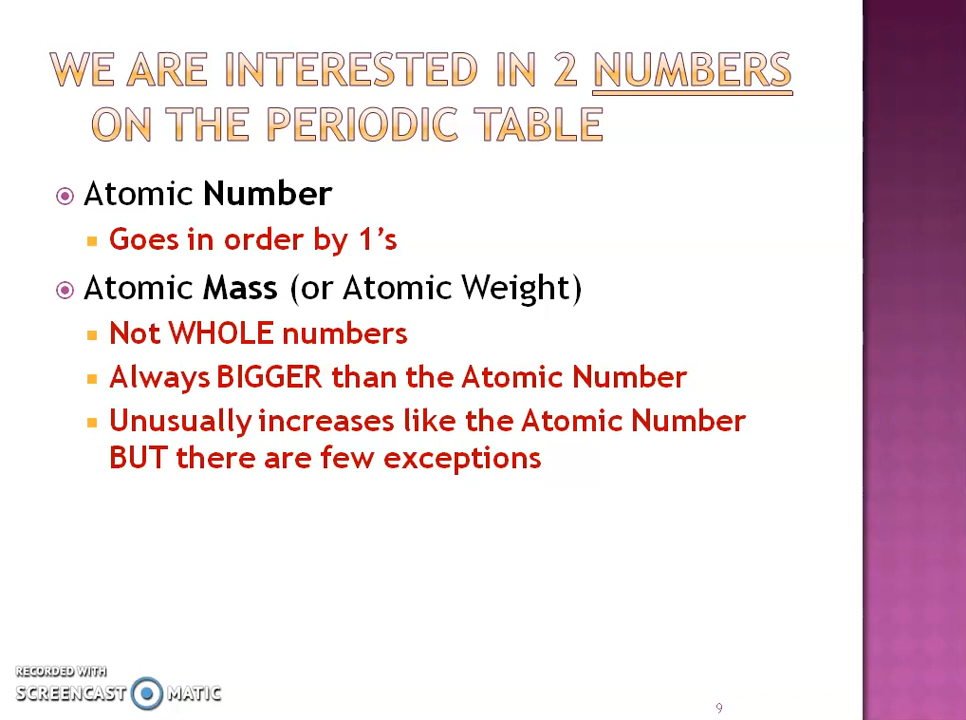 WE ARE INTERESTED IN 2 NUMBERS
ON THE PERIODIC TABLE
Atomic Number
Goes in order by 1’s
Atomic Mass (or Atomic Weight)
Not WHOLE numbers
Always BIGGER than the Atomic Number
Unusually increases like the Atomic Number
BUT there are few exceptions
RECORDED WITH
SCREENCAST MATIC
9